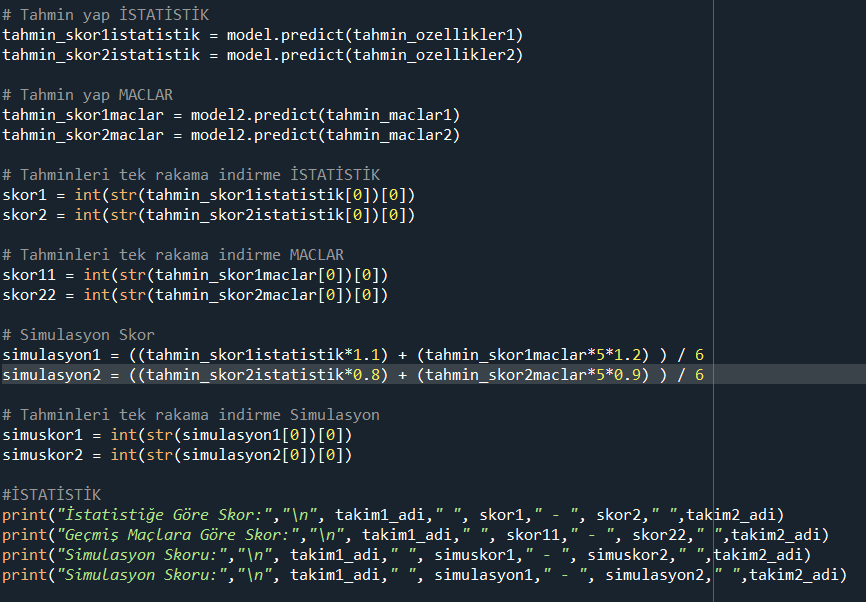 # Tahmin yap İSTATİSTİK
tahmin_skor1istatistik = model.predict(tahmin_ozellikler1)
tahmin_skor2istatistik = model.predict(tahmin_ozellikler2)
# Tahmin yap MACLAR
tahmin_skor1maclar = model2.predict(tahmin_maclar1)
tahmin_skor2maclar = model2.predict(tahmin_maclar2)
# Tahminleri tek rakama indirme İSTATİSTİK
skor1 = int(str(tahmin_skor1istatistik[0])[0])
skor2 = int(str(tahmin_skor2istatistik[0])[0])
# Tahminleri tek rakama indirme MACLAR
skor11 = int(str(tahmin_skor1maclar[0])[0])
skor22 = int(str(tahmin_skor2maclar[0])[0])
# Simulasyon Skor
simulasyon1 = ((tahmin_skor1istatistik*1.1) + (tahmin_skor1maclar*5*1.2) ) / 6
simulasyon2 = ((tahmin_skor2istatistik*0.8) + (tahmin_skor2maclar*5*0.9) ) / 6
# Tahminleri tek rakama indirme Simulasyon
simuskor1 = int(str(simulasyon1[0])[0])
simuskor2 = int(str(simulasyon2[0])[0])
#İSTATİSTİK
print("İstatistiğe Göre Skor:","\n", takim1_adi," ", skor1," - ", skor2," ",takim2_adi)
print("Geçmiş Maçlara Göre Skor:","\n", takim1_adi," ", skor11," - ", skor22," ",takim2_adi)
print("Simulasyon Skoru:","\n", takim1_adi," ", simuskor1," - ", simuskor2," ",takim2_adi)
print("Simulasyon Skoru:","\n", takim1_adi," ", simulasyon1," - ", simulasyon2," ",takim2_adi)